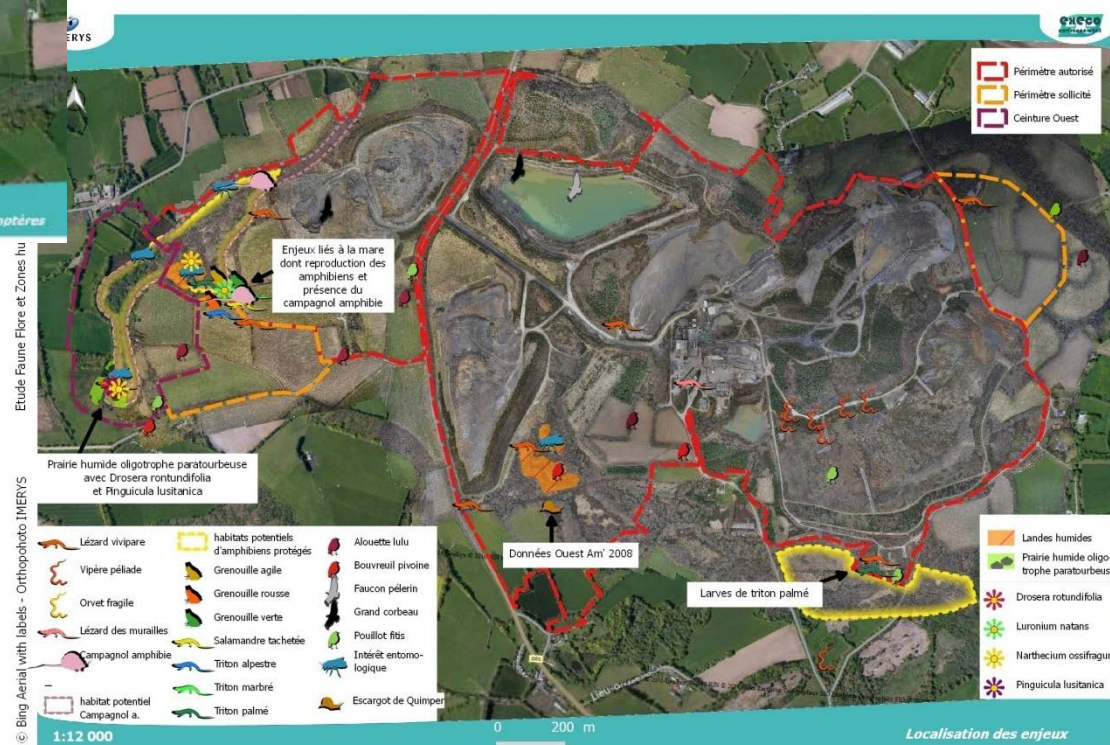 ERYS
execo
environnement
Périmètre autorisé
Périmètre sollicité
Ceinture Ouest
optères
Etude Faune Flore et Zones hu
Enjeux liés à la mare
dont reproduction des
amphibiens et
présence du
campagnol amphibie
Prairie humide oligotrophe paratourbeuse
avec Drosera rontundifolia
et Pinguicula lusitanica
Données Ouest Am' 2008
Larves de triton palmé
Lézard vivipare
Vipère péliade
Orvet fragile
Lézard des murailles
Campagnol amphibie
habitat potentiel
Campagnol a.
habitats potentiels
d'amphibiens protégés
Grenouille agile
Grenouille rousse
Grenouille verte
Salamandre tachetée
Triton alpestre
Triton marbré
Triton palmé
Alouette lulu
Bouvreuil pivoine
Faucon pélerin
Grand corbeau
Pouillot fitis
Intérêt entomo-
logique
Escargot de Quimper
Landes humides
Prairie humide oligo
trophe paratourbeus
Drosera rotundifolia
Luronium natans
Narthecium ossifragum
Pinguicula lusitanica
© Bing Aerial with labels - Orthopohoto IMERYS
1:12 000
0 200 m
Localisation des enjeux